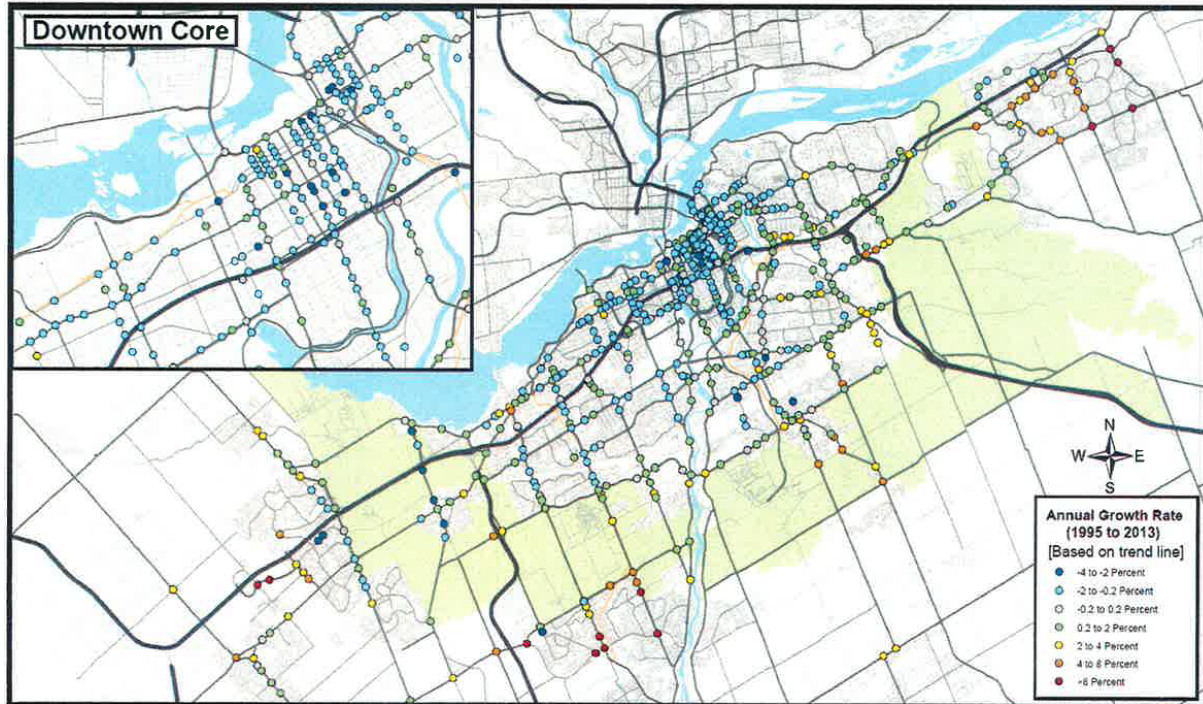 Downtown Core
N
W E
S
Annual Growth Rate
(1995 to 2013)
[Based on trend line]
-4 to -2 Percent
-2 to -0.2 Percent
-0.2 to 0.2 Percent
0.2 to 2 Percent
2 to 4 Percent
4 to 8 Percent
>8 Percent